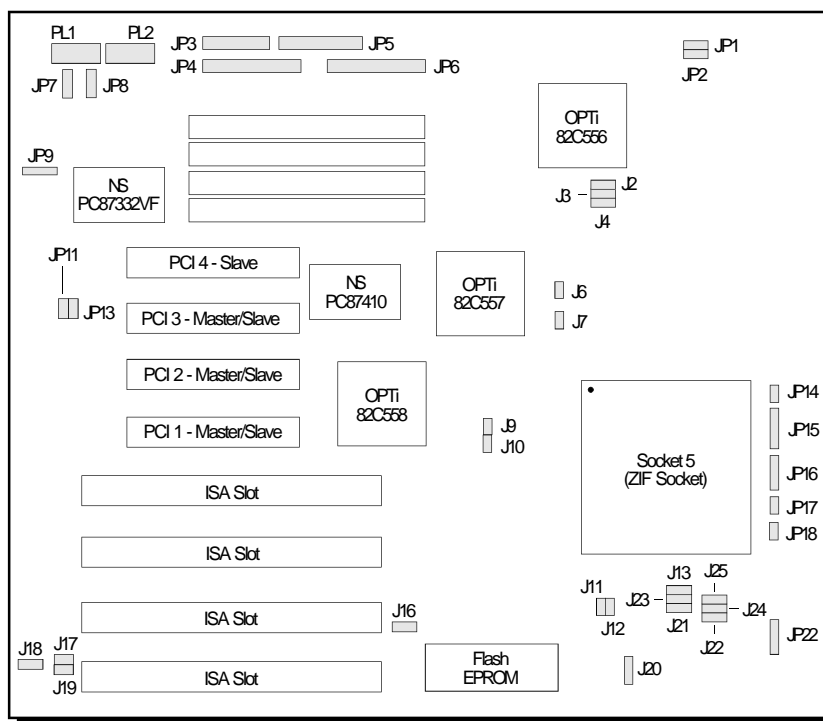 PL1
PL2
JP3
JP5
JP1
JP4
JP6
JP2
JP7
JP8
OPTi
82C556
JP9
NS
PC87332VF
J3
J2
J4
JP11
PCI 4 - Slave
NS
PC87410
OPTi
82C557
J6
JP13
PCI 3 - Master/Slave
J7
PCI 2 - Master/Slave
OPTi
82C558
JP14
J9
JP15
PCI 1 - Master/Slave
J10
Socket 5
(ZIF Socket)
JP16
ISA Slot
JP17
JP18
ISA Slot
J11
J13
J25
J23
J24
J16
ISA Slot
J12
J21
JP22
J18
J17
J22
Flash
EPROM
J20
ISA Slot
J19